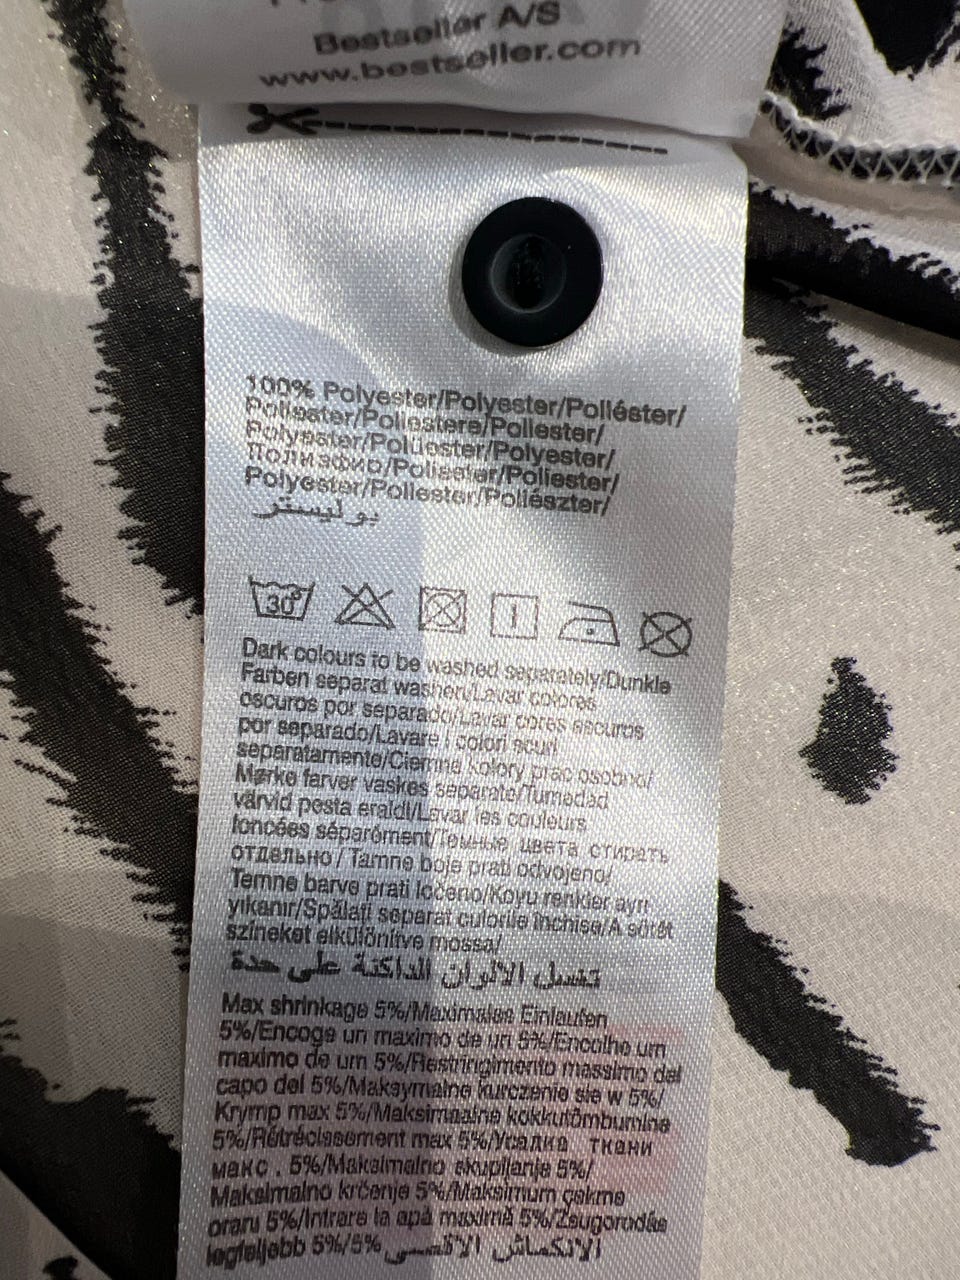 Bestseller A/S
www.bestseller.com
100% Polyester/Polyester/Poliéster/
Poliester/Poliestere/Poliester/
Polyester/Polüester/Polyester/
Полиэфир/Poliester/Poliester/
Polyester/Poliester/Poliészter/
بوليستر
30
Dark colours to be washed separately/Dunkle
Farben separat waschen/Lavar colores
oscuros por separado/Lavar cores escuros
por separado/Lavare i colori scuri
separatamente/Ciemne kolory prac osobno/
Mørke farver vaskes separate/Tumedad
värvid pesta eraldi/Laver les couleurs
foncées séparément/Темные цвета стирать
отдельно / Tamne boje prati odvojeno/
Temne barve prati ločeno/Koyu renkler ayrı
yıkanır/Spălați separat culorile închise/A sötét
színeket elkülönítve mossa/
تغسل الالوان الداكنة على حدة
Max shrinkage 5%/Maximales Einlaufen
5%/Encoge un maximo de un 5%/Encolhe um
maximo de um 5%/Restringimento massimo del
capo del 5%/Maksymalne kurczenie sie w 5%/
Krymp max 5%/Maksimaalne kokkutõmbumine
5%/Rétrécissement max 5%/Усадка ткани
макс . 5%/Maksimalno skupljanje 5%/
Maksimalno krčenje 5%/Maksimum çekme
oranı 5%/Intrare la apă maximă 5%/Zsugorodás
legfeljebb 5%/5% الانكماش الاقصى